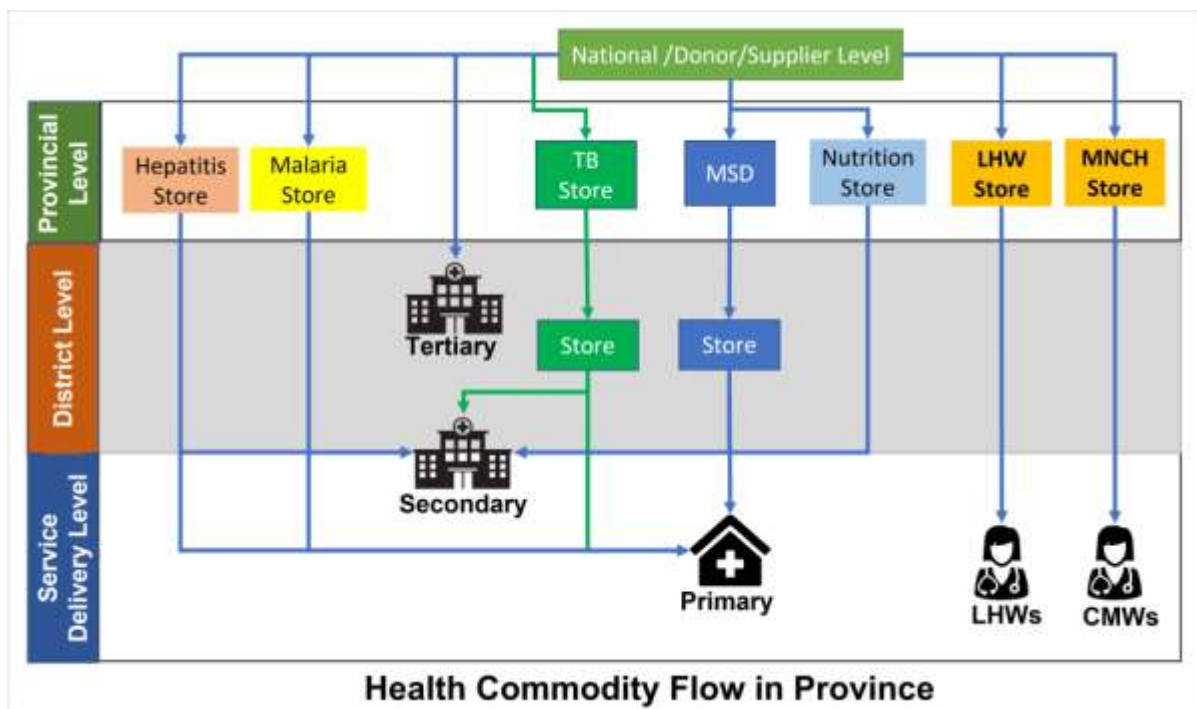 National /Donor/Supplier Level
Provincial
Level
Hepatitis
Store
Malaria
Store
TB
Store
MSD
Nutrition
Store
LHW
Store
MNCH
Store
District Level
Tertiary
Store
Store
Secondary
Service
Delivery Level
Primary
LHWs
CMWs
Health Commodity Flow in Province